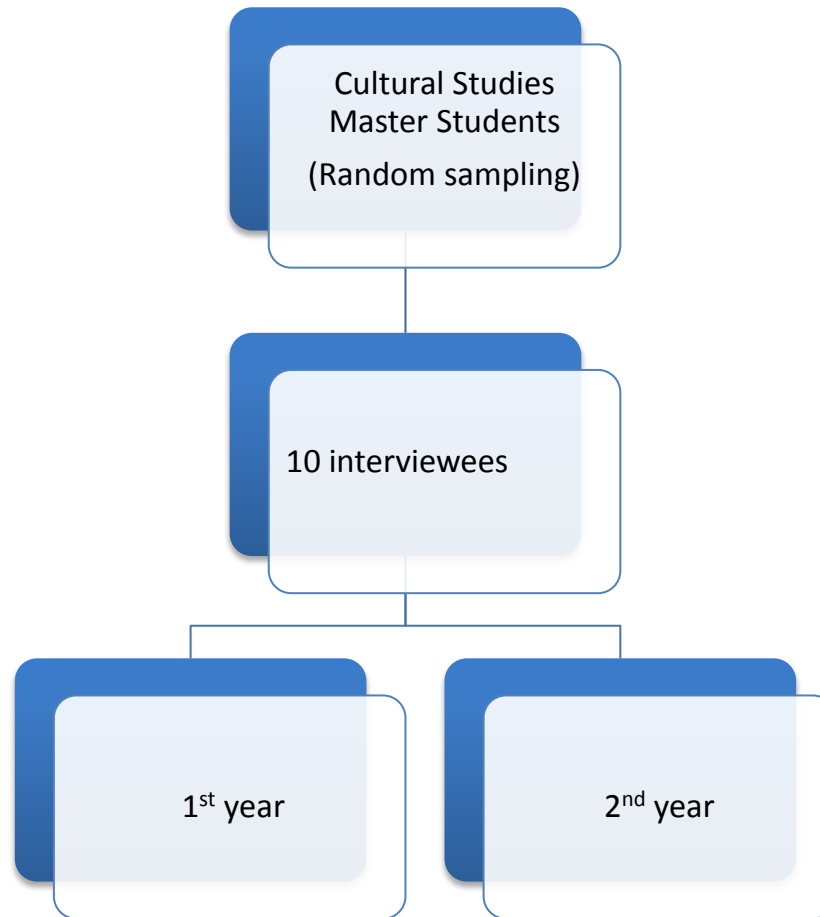 Cultural Studies
Master Students
(Random sampling)
10 interviewees
1st year
2nd year